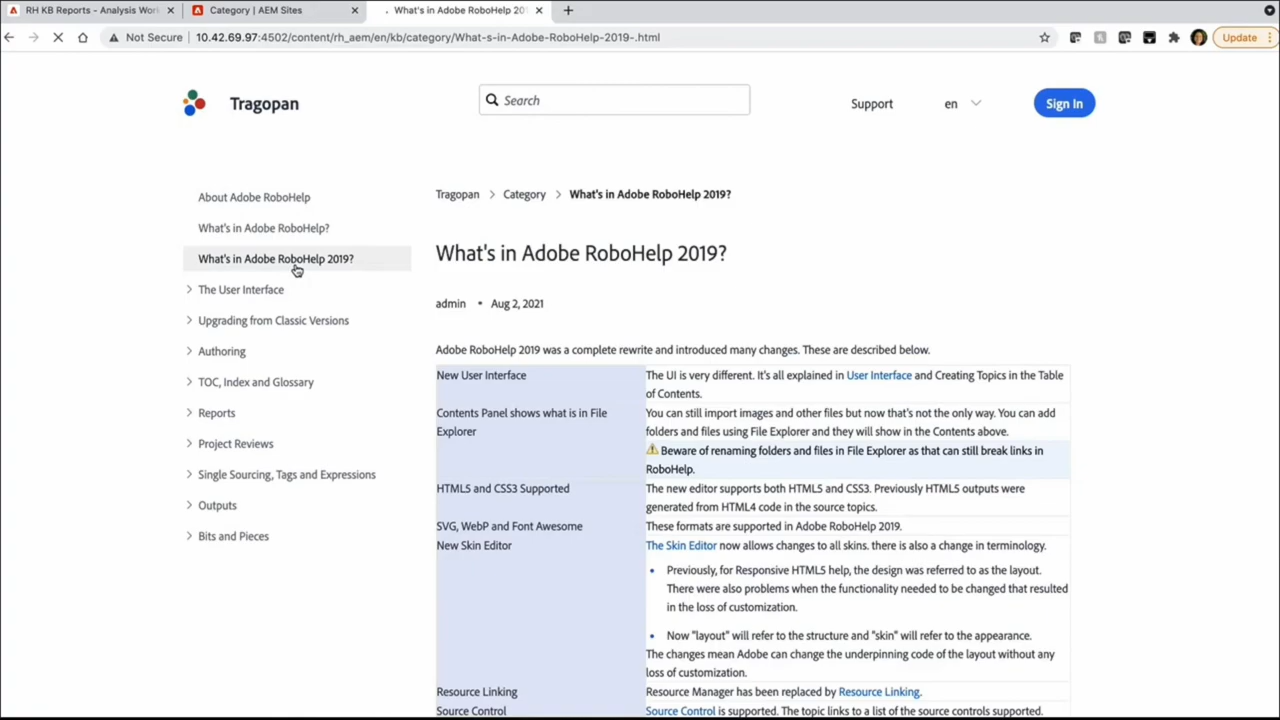 RH KB Reports - Analysis Wor
Category | AEM Sites
What's in Adobe RoboHelp 201
Not Secure
10.42.69.97:4502/content/rh_aem/en/kb/category/What-s-in-Adobe-RoboHelp-2019-.html
Update
Tragopan
Search
Support
en
Sign In
About Adobe RoboHelp
What's in Adobe RoboHelp?
What's in Adobe RoboHelp 2019?
The User Interface
Upgrading from Classic Versions
Authoring
TOC, Index and Glossary
Reports
Project Reviews
Single Sourcing, Tags and Expressions
Outputs
Bits and Pieces
Tragopan > Category > What's in Adobe RoboHelp 2019?
What's in Adobe RoboHelp 2019?
admin • Aug 2, 2021
Adobe RoboHelp 2019 was a complete rewrite and introduced many changes. These are described below.
New User Interface
The UI is very different. It's all explained in User Interface and Creating Topics in the Table
of Contents.
Contents Panel shows what is in File
Explorer
You can still import images and other files but now that's not the only way. You can add
folders and files using File Explorer and they will show in the Contents above.
Beware of renaming folders and files in File Explorer as that can still break links in
RoboHelp.
HTML5 and CSS3 Supported
The new editor supports both HTML5 and CSS3. Previously HTML5 outputs were
generated from HTML4 code in the source topics.
SVG, WebP and Font Awesome
These formats are supported in Adobe RoboHelp 2019.
New Skin Editor
The Skin Editor now allows changes to all skins. there is also a change in terminology.
• Previously, for Responsive HTML5 help, the design was referred to as the layout.
There were also problems when the functionality needed to be changed that resulted
in the loss of customization.
• Now "layout" will refer to the structure and "skin" will refer to the appearance.
The changes mean Adobe can change the underpinning code of the layout without any
loss of customization.
Resource Linking
Resource Manager has been replaced by Resource Linking.
Source Control
Source Control is supported. The topic links to a list of the source controls supported.